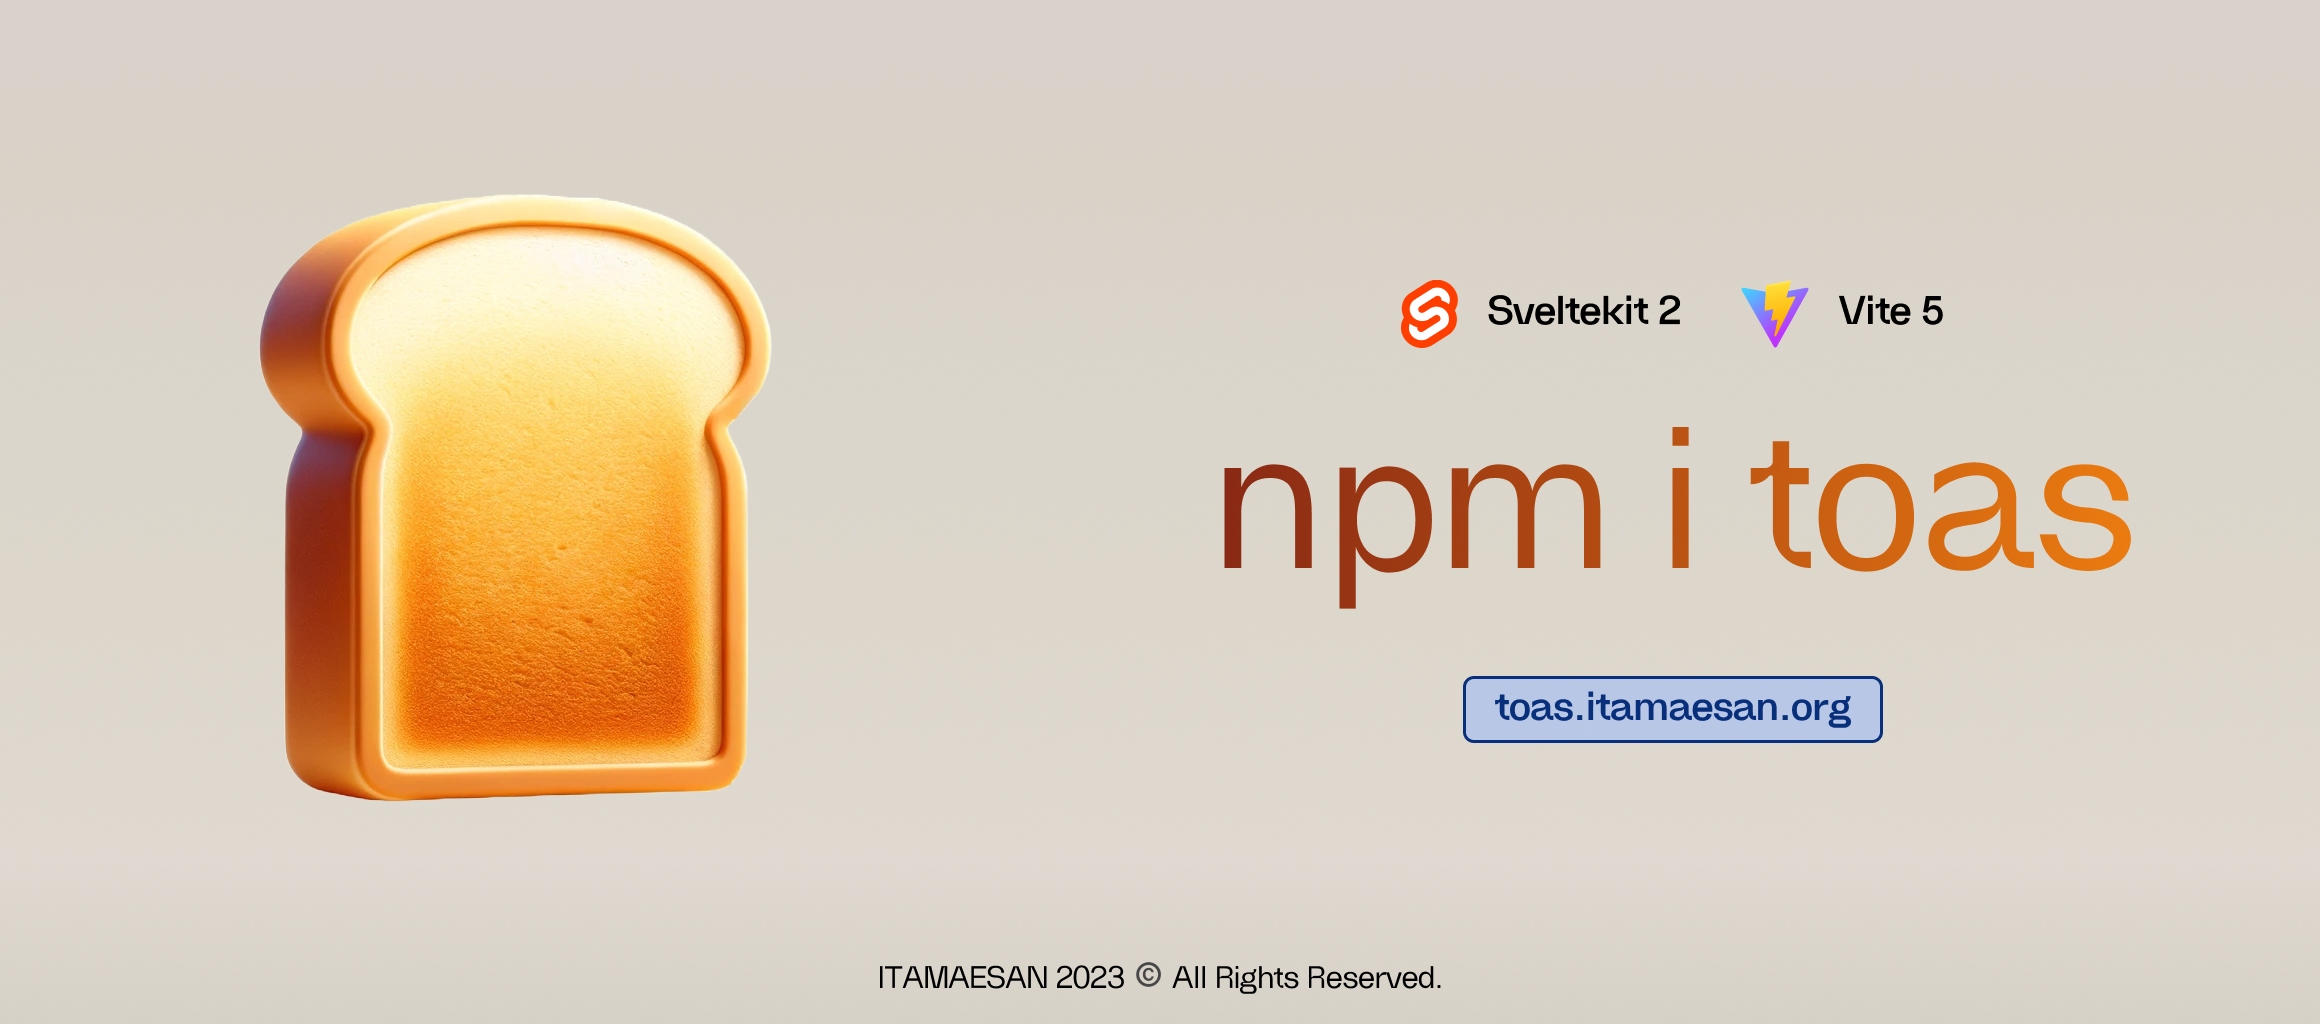 Sveltekit 2 Vite 5
npm i toas
toas.itamaesan.org
ITAMAESAN 2023 © All Rights Reserved.